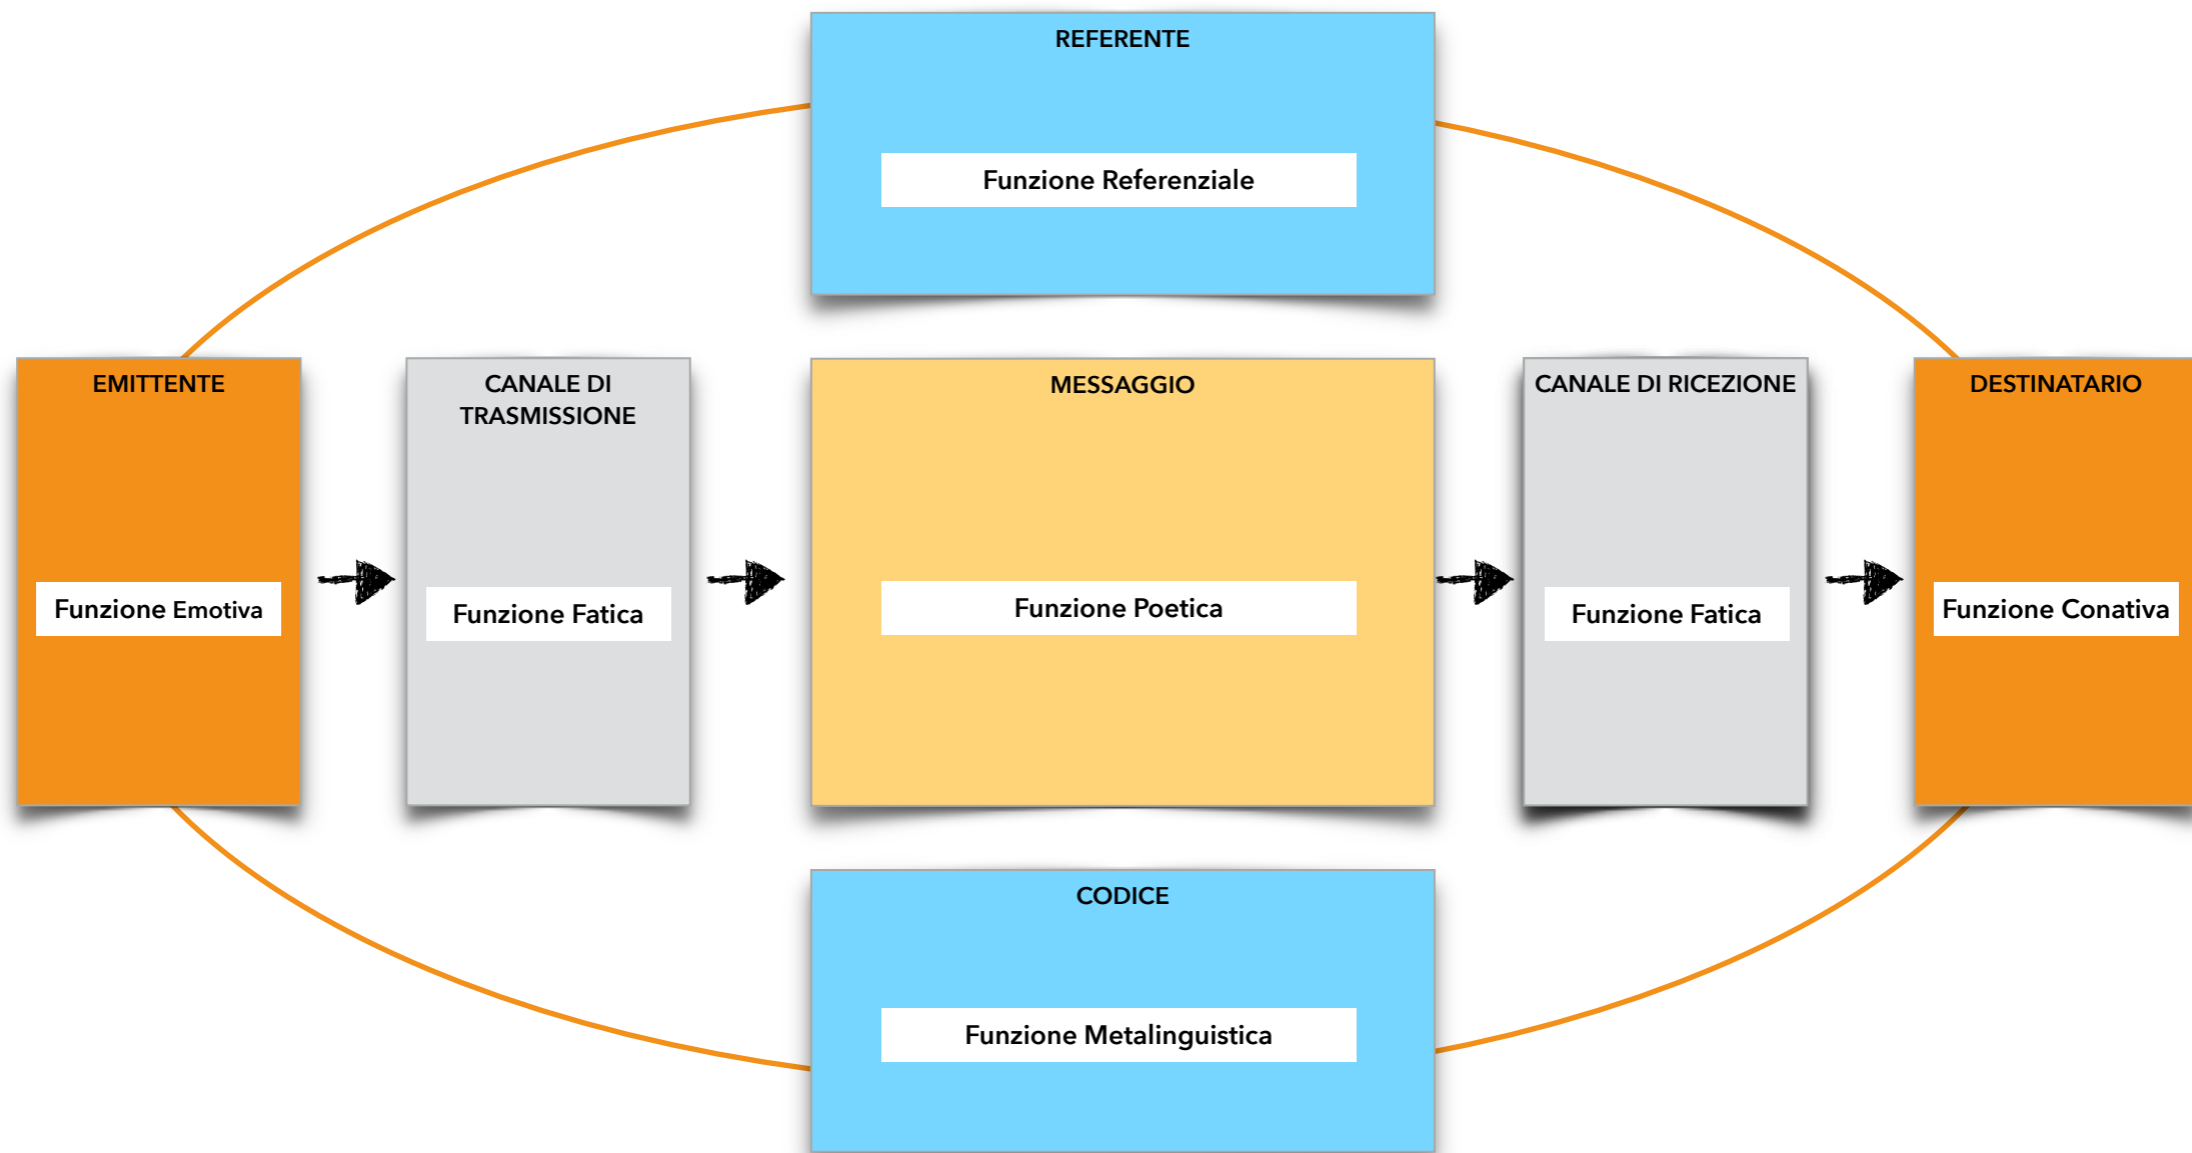 REFERENTE
Funzione Referenziale
EMITTENTE
Funzione Emotiva
CANALE DI
TRASMISSIONE
Funzione Fatica
MESSAGGIO
Funzione Poetica
CANALE DI RICEZIONE
Funzione Fatica
DESTINATARIO
Funzione Conativa
CODICE
Funzione Metalinguistica